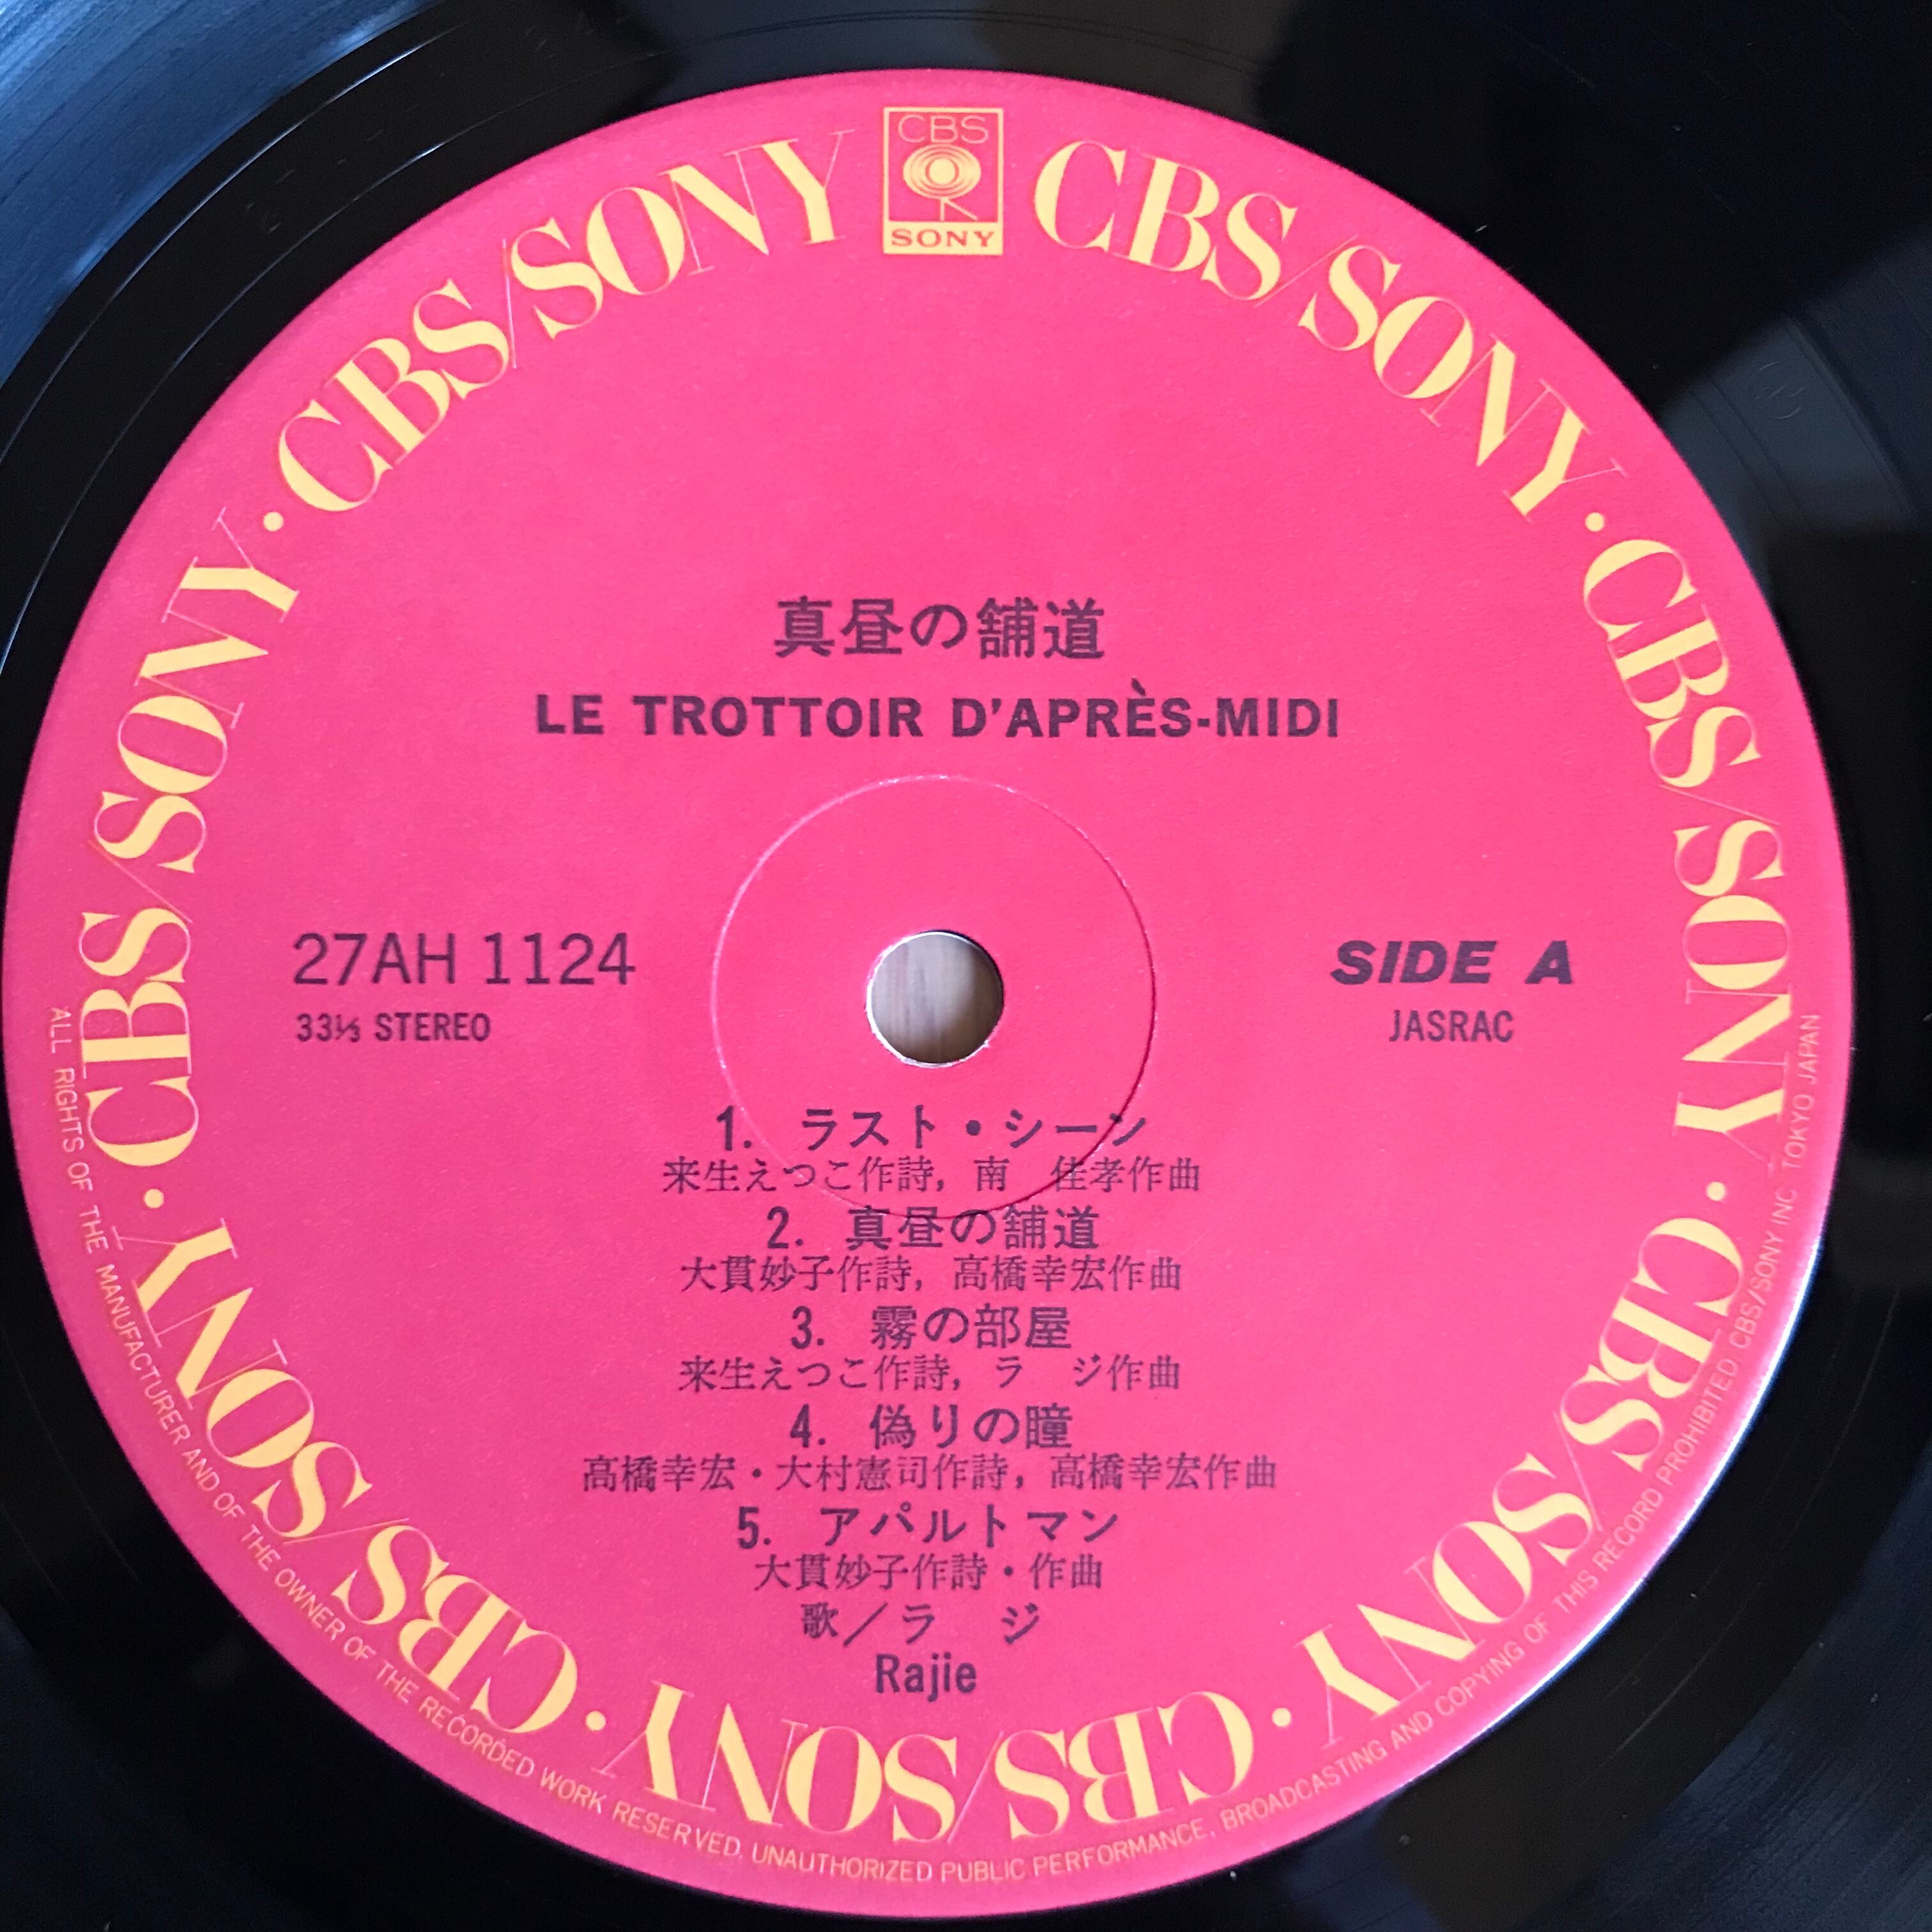 CBS
SONY
CBS/SONY · CBS/SONY · CBS/SONY · CBS/SONY · CBS/SONY · CBS/SONY · CBS/SONY
真昼の舗道
LE TROTTOIR D'APRÈS-MIDI
27AH 1124
SIDE A
33⅓ STEREO
JASRAC
1. ラスト・シーン
来生えつこ作詩, 南 佳孝作曲
2. 真昼の舗道
大貫妙子作詩, 高橋幸宏作曲
3. 霧の部屋
来生えつこ作詩, ラ ジ作曲
4. 偽りの瞳
高橋幸宏・大村憲司作詩, 高橋幸宏作曲
5. アパルトマン
大貫妙子作詩・作曲
歌/ラ ジ
Rajie
ALL RIGHTS OF THE MANUFACTURER AND OF THE OWNER OF THE RECORDED WORK RESERVED. UNAUTHORIZED PUBLIC PERFORMANCE, BROADCASTING AND COPYING OF THIS RECORD PROHIBITED CBS/SONY INC TOKYO JAPAN